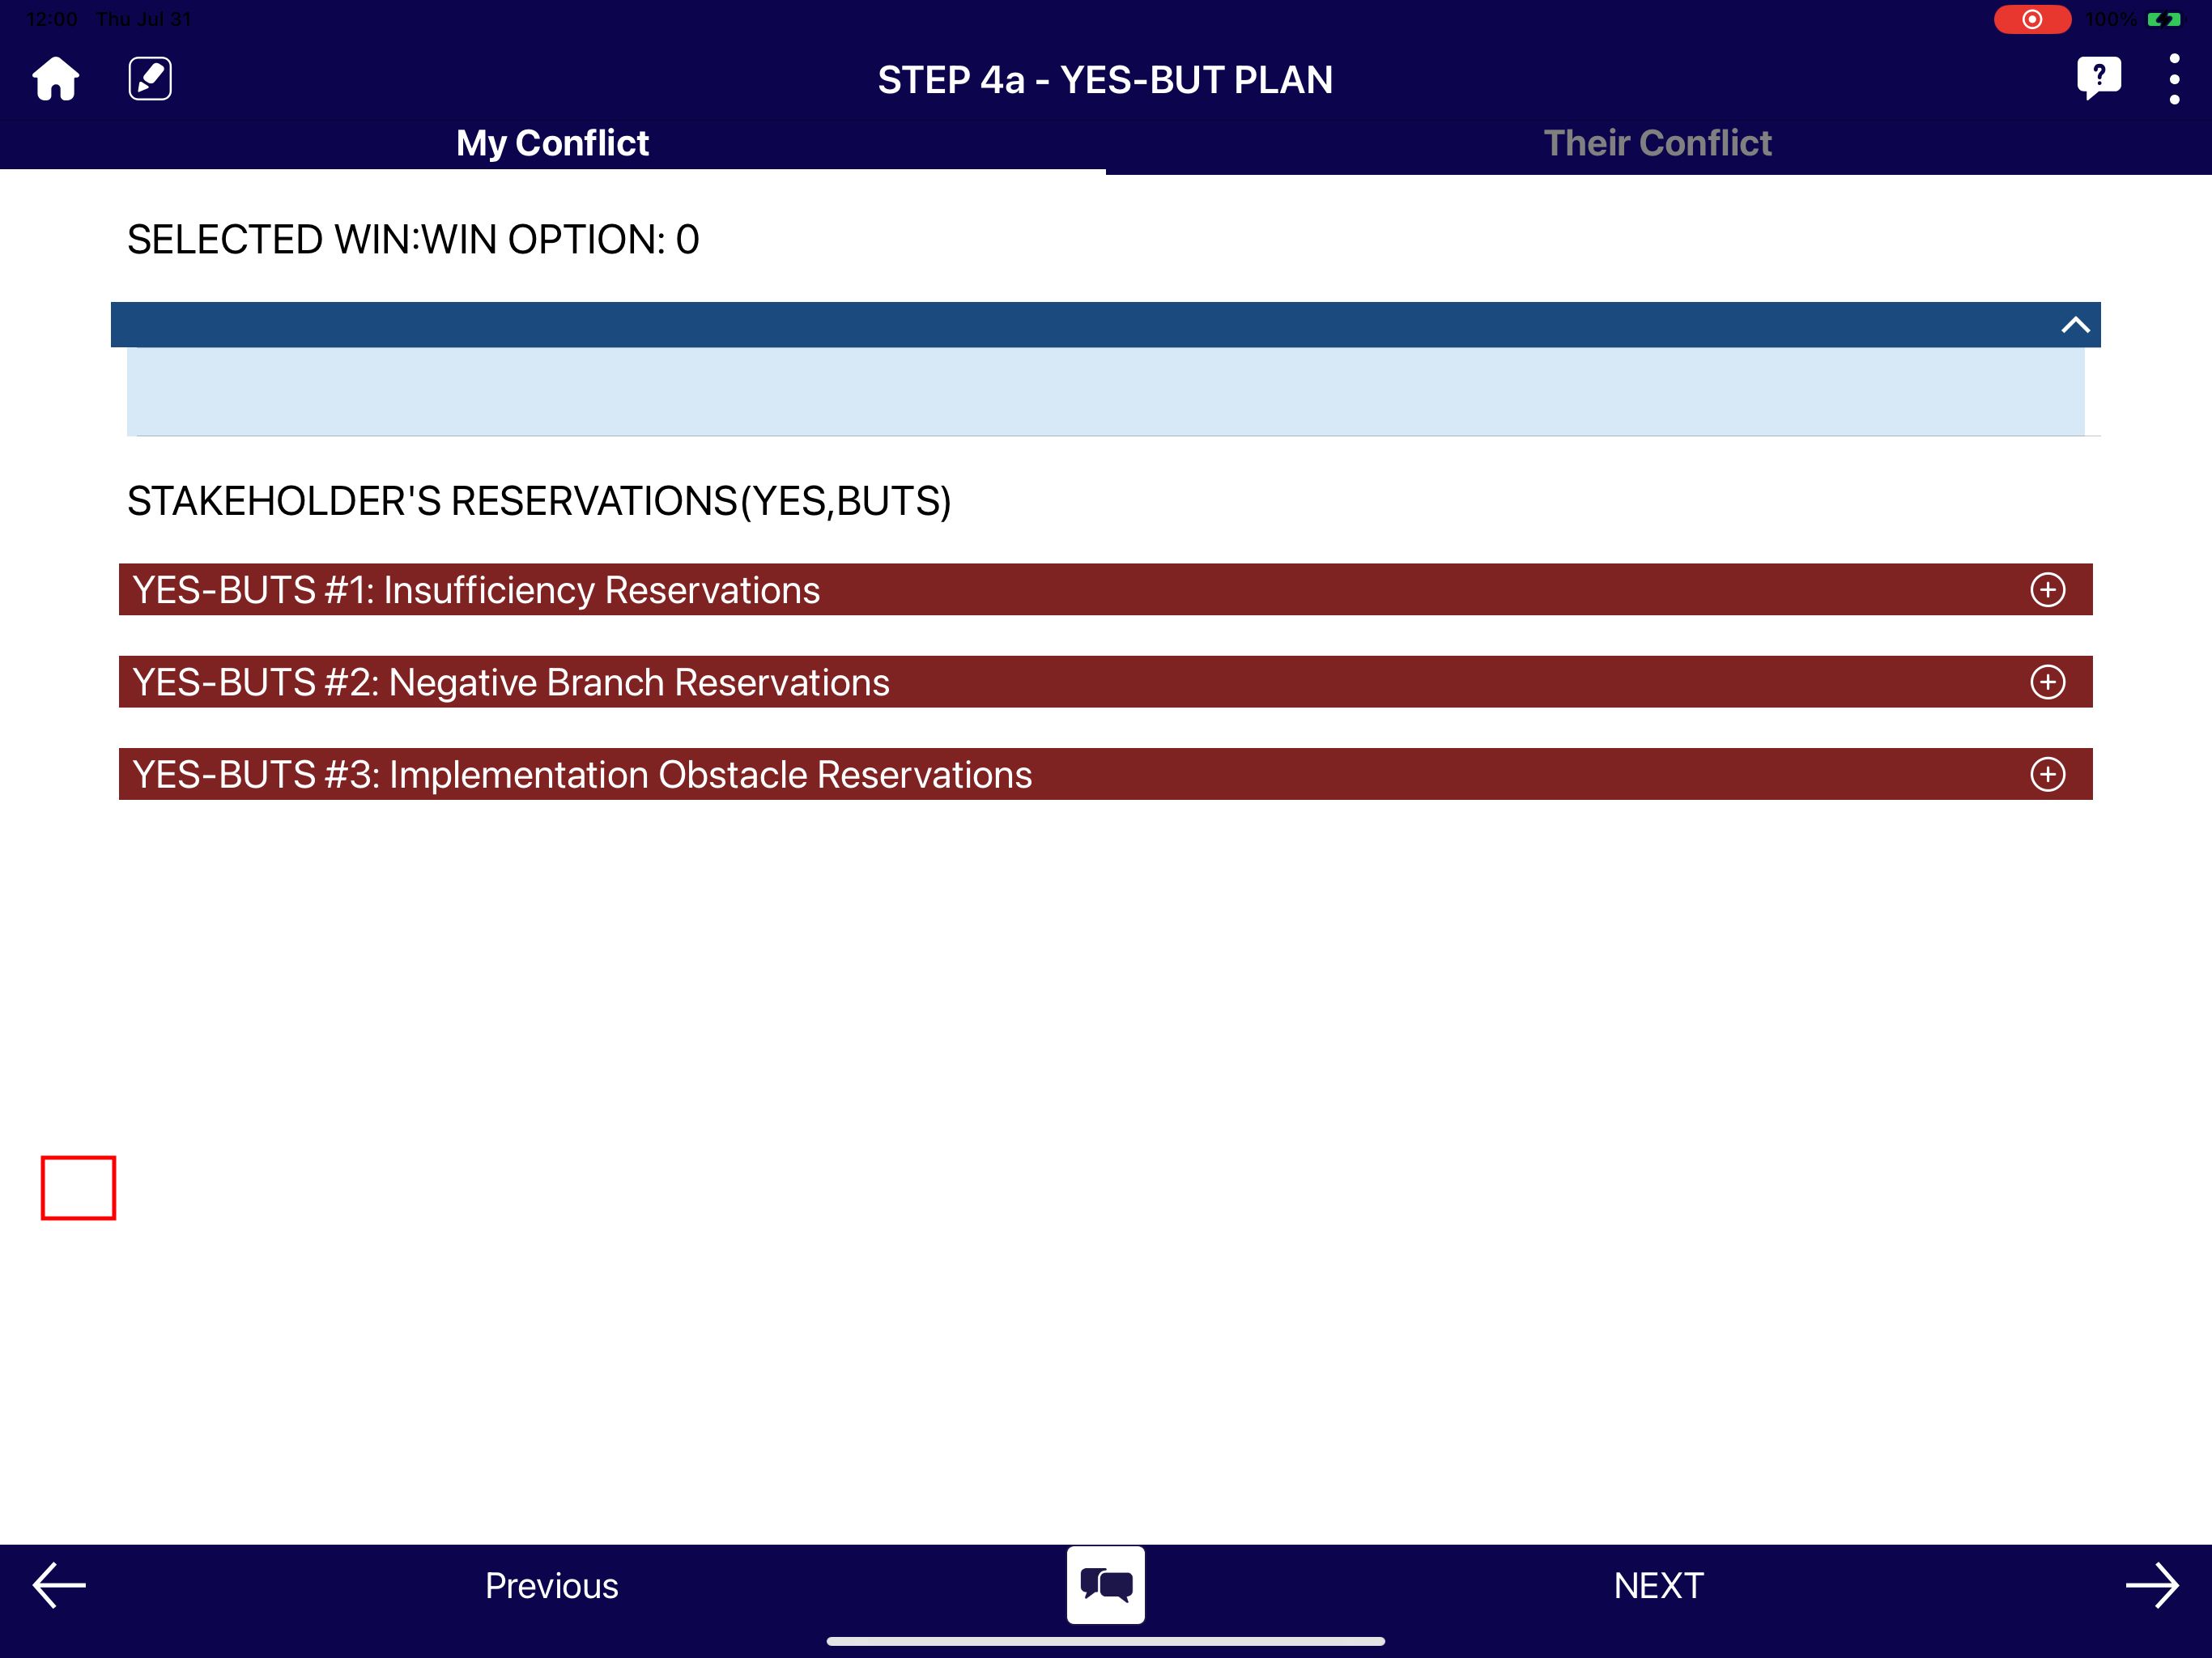 12:00 Thu Jul 31
100%
STEP 4a - YES-BUT PLAN
My Conflict
Their Conflict
SELECTED WIN:WIN OPTION: 0
STAKEHOLDER'S RESERVATIONS(YES,BUTS)
YES-BUTS #1: Insufficiency Reservations
YES-BUTS #2: Negative Branch Reservations
YES-BUTS #3: Implementation Obstacle Reservations
Previous
NEXT